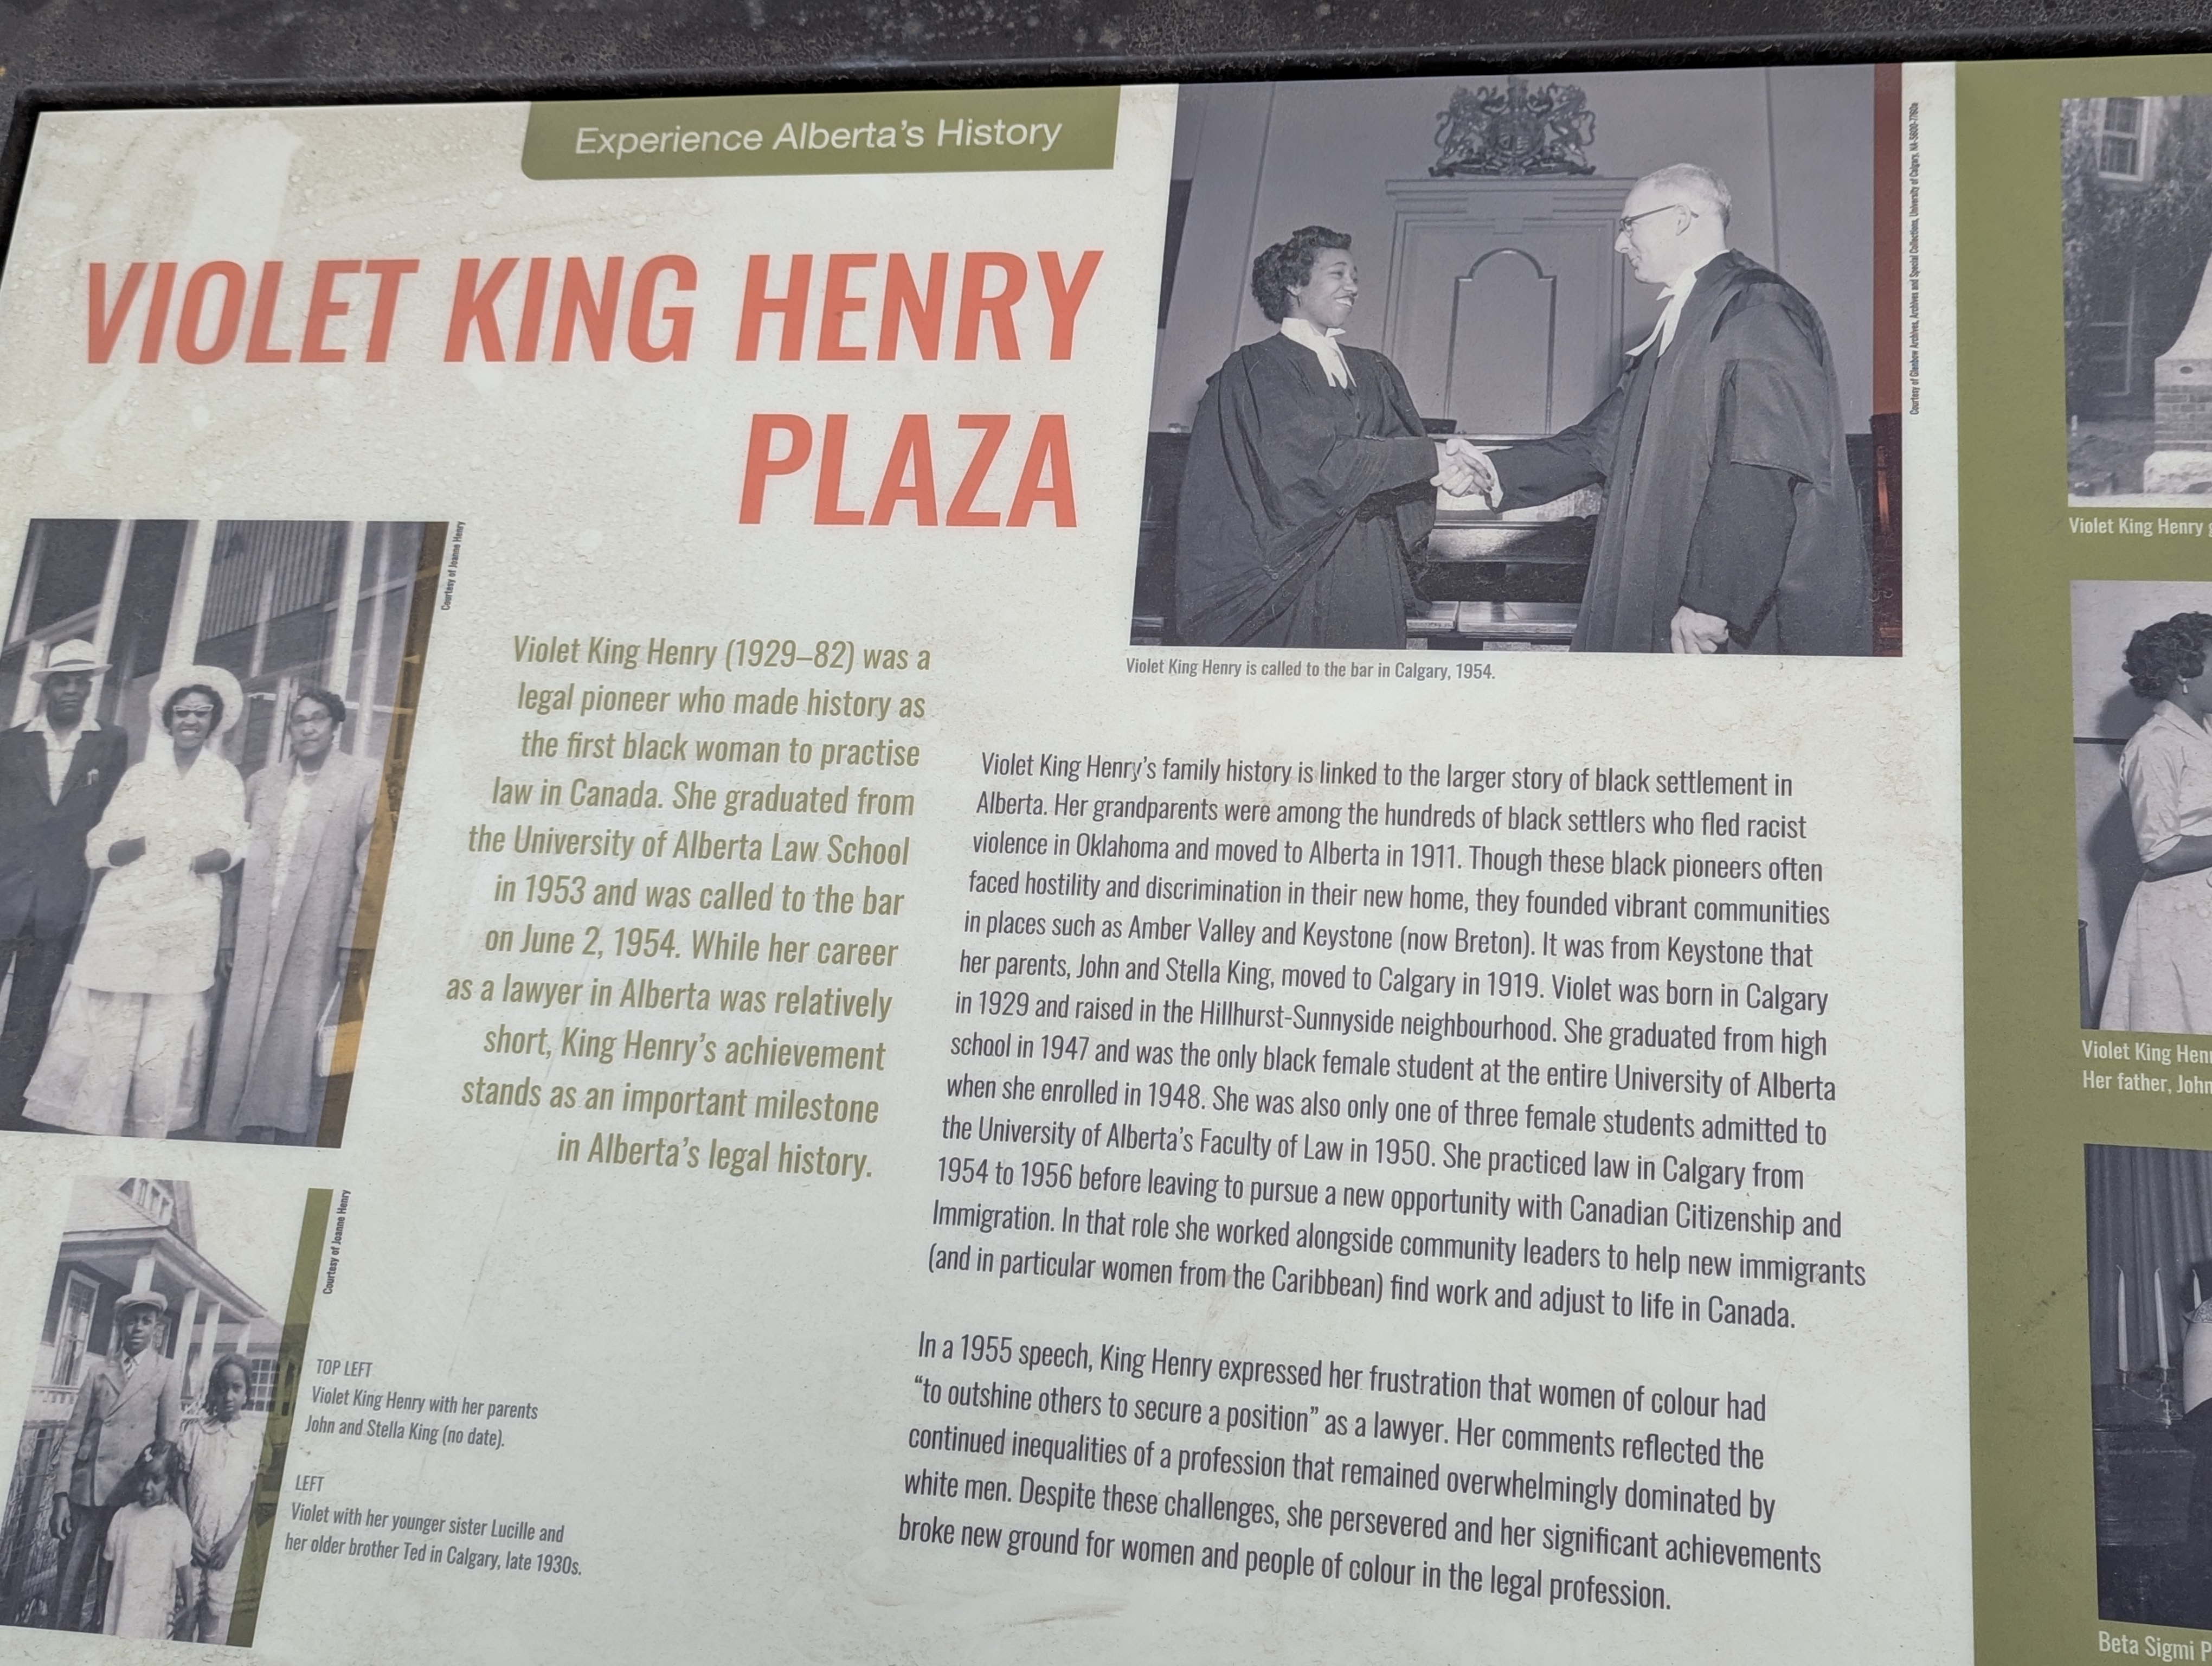 Experience Alberta's History
VIOLET KING HENRY
PLAZA
Courtesy of Glenbow Archives, Archives and Special Collections, University of Calgary, NA-5600-7760a
Violet King Henry is called to the bar in Calgary, 1954.
Courtesy of Joanne Henry
Violet King Henry (1929–82) was a
legal pioneer who made history as
the first black woman to practise
law in Canada. She graduated from
the University of Alberta Law School
in 1953 and was called to the bar
on June 2, 1954. While her career
as a lawyer in Alberta was relatively
short, King Henry's achievement
stands as an important milestone
in Alberta's legal history.
Courtesy of Joanne Henry
TOP LEFT
Violet King Henry with her parents
John and Stella King (no date).
LEFT
Violet with her younger sister Lucille and
her older brother Ted in Calgary, late 1930s.
Violet King Henry's family history is linked to the larger story of black settlement in
Alberta. Her grandparents were among the hundreds of black settlers who fled racist
violence in Oklahoma and moved to Alberta in 1911. Though these black pioneers often
faced hostility and discrimination in their new home, they founded vibrant communities
in places such as Amber Valley and Keystone (now Breton). It was from Keystone that
her parents, John and Stella King, moved to Calgary in 1919. Violet was born in Calgary
in 1929 and raised in the Hillhurst-Sunnyside neighbourhood. She graduated from high
school in 1947 and was the only black female student at the entire University of Alberta
when she enrolled in 1948. She was also only one of three female students admitted to
the University of Alberta's Faculty of Law in 1950. She practiced law in Calgary from
1954 to 1956 before leaving to pursue a new opportunity with Canadian Citizenship and
Immigration. In that role she worked alongside community leaders to help new immigrants
(and in particular women from the Caribbean) find work and adjust to life in Canada.
In a 1955 speech, King Henry expressed her frustration that women of colour had
“to outshine others to secure a position” as a lawyer. Her comments reflected the
continued inequalities of a profession that remained overwhelmingly dominated by
white men. Despite these challenges, she persevered and her significant achievements
broke new ground for women and people of colour in the legal profession.
Violet King Henry
Violet King
Her father, John
Beta Sigmi